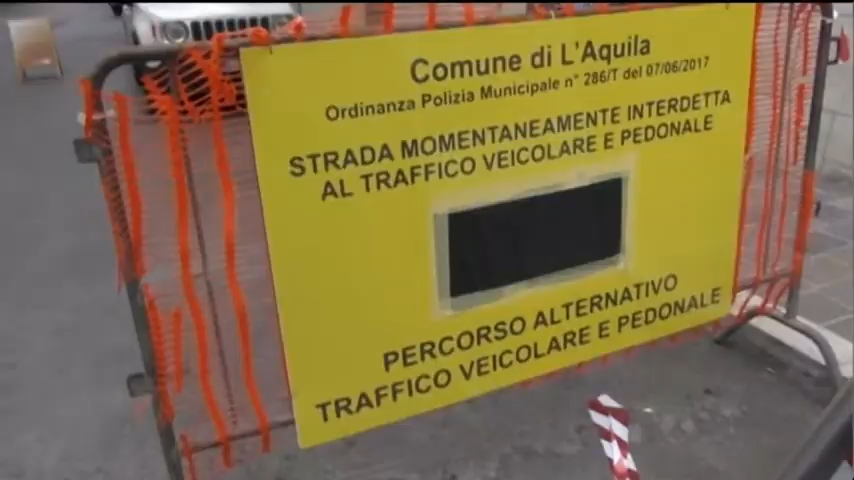 Comune di L'Aquila
Ordinanza Polizia Municipale n° 286/T del 07/06/2017
STRADA MOMENTANEAMENTE INTERDETTA
AL TRAFFICO VEICOLARE E PEDONALE
PERCORSO ALTERNATIVO
TRAFFICO VEICOLARE E PEDONALE